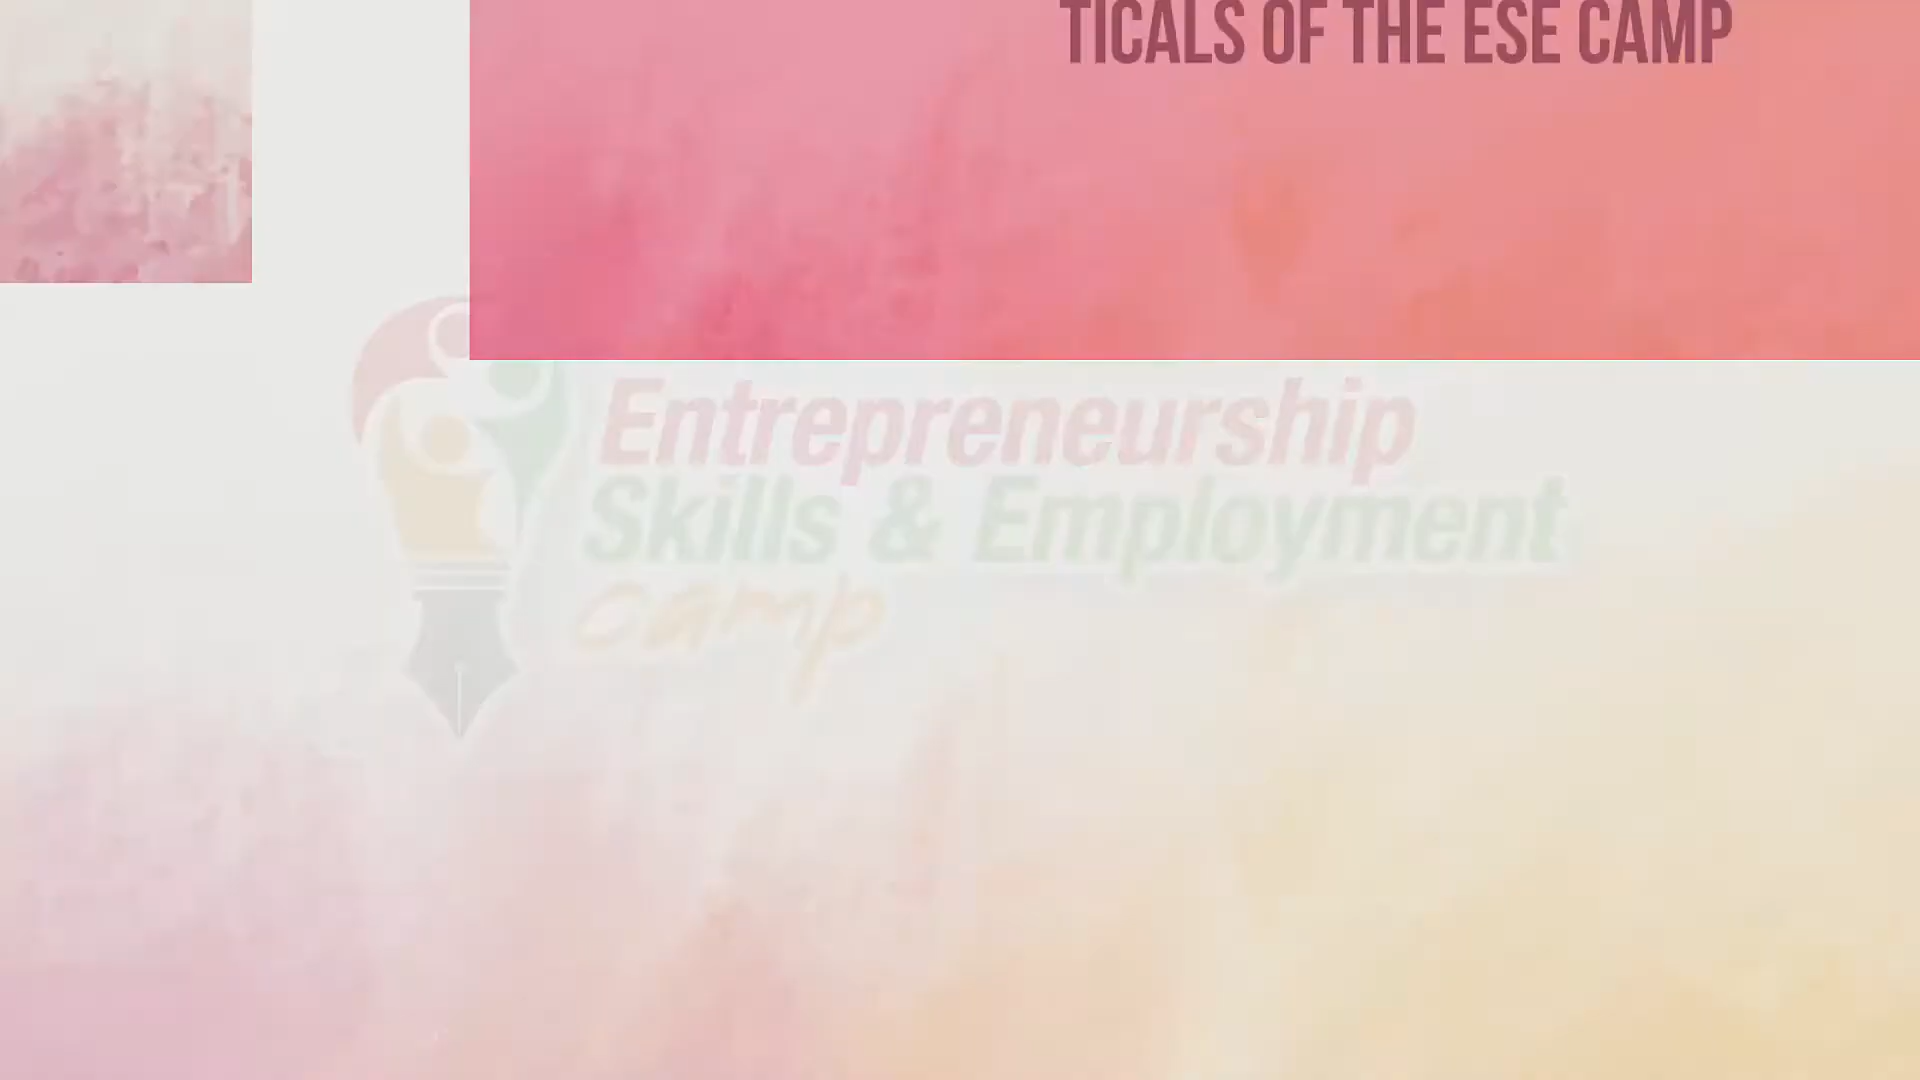 TICALS OF THE ESE CAMP
Entrepreneurship
Skills & Employment
camp